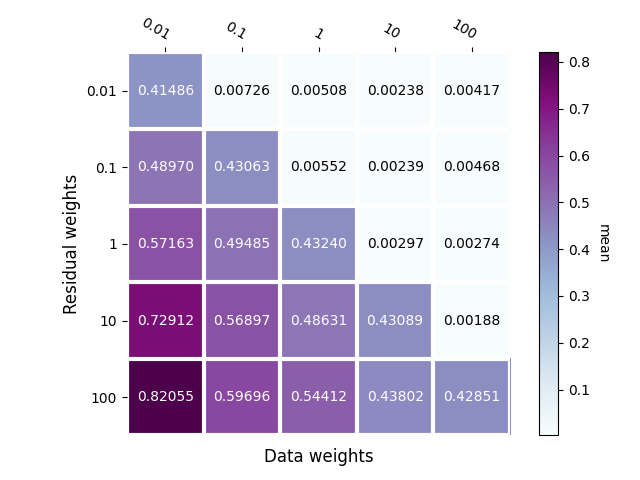 0.01 0.1 1 10 100
0.01 0.41486 0.00726 0.00508 0.00238 0.00417
0.1 0.48970 0.43063 0.00552 0.00239 0.00468
1 0.57163 0.49485 0.43240 0.00297 0.00274
10 0.72912 0.56897 0.48631 0.43089 0.00188
100 0.82055 0.59696 0.54412 0.43802 0.42851
Residual weights
Data weights
0.8
0.7
0.6
0.5
0.4
0.3
0.2
0.1
mean